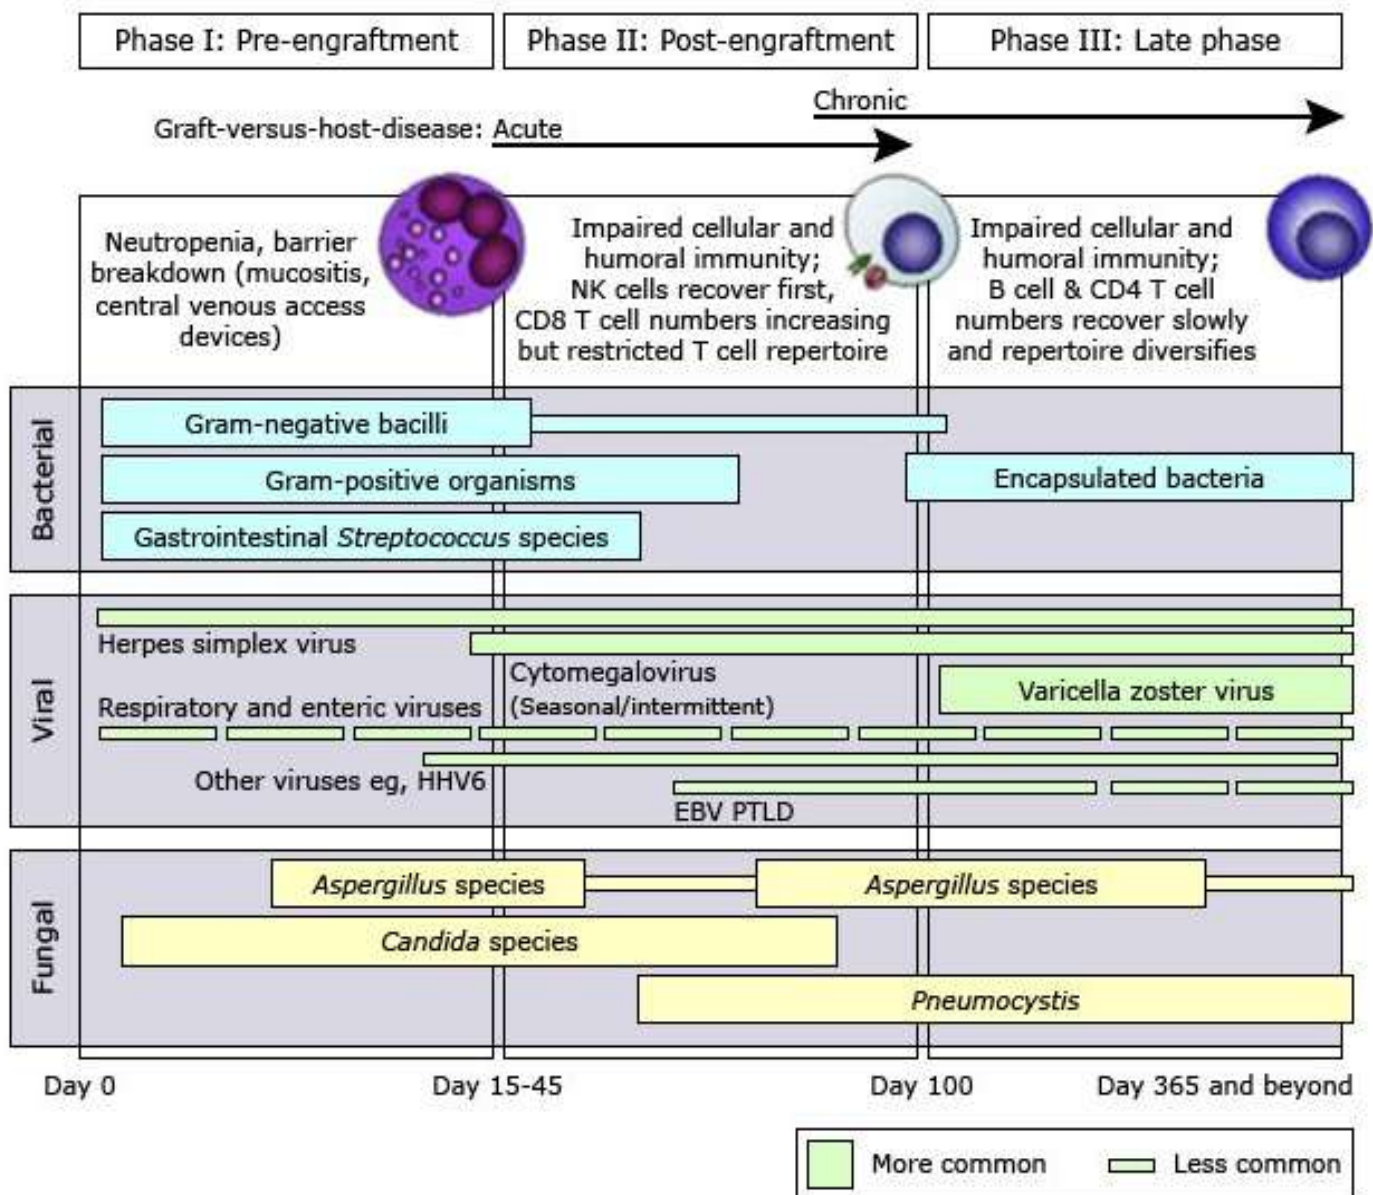 Phase I: Pre-engraftment
Phase II: Post-engraftment
Phase III: Late phase
Chronic
Graft-versus-host-disease: Acute
Neutropenia, barrier
breakdown (mucositis,
central venous access
devices)
Impaired cellular and
humoral immunity;
NK cells recover first,
CD8 T cell numbers increasing
but restricted T cell repertoire
Impaired cellular and
humoral immunity;
B cell & CD4 T cell
numbers recover slowly
and repertoire diversifies
Bacterial
Gram-negative bacilli
Gram-positive organisms
Encapsulated bacteria
Gastrointestinal Streptococcus species
Viral
Herpes simplex virus
Cytomegalovirus
(Seasonal/intermittent)
Varicella zoster virus
Respiratory and enteric viruses
Other viruses eg, HHV6
EBV PTLD
Fungal
Aspergillus species
Aspergillus species
Candida species
Pneumocystis
Day 0
Day 15-45
Day 100
Day 365 and beyond
More common
Less common